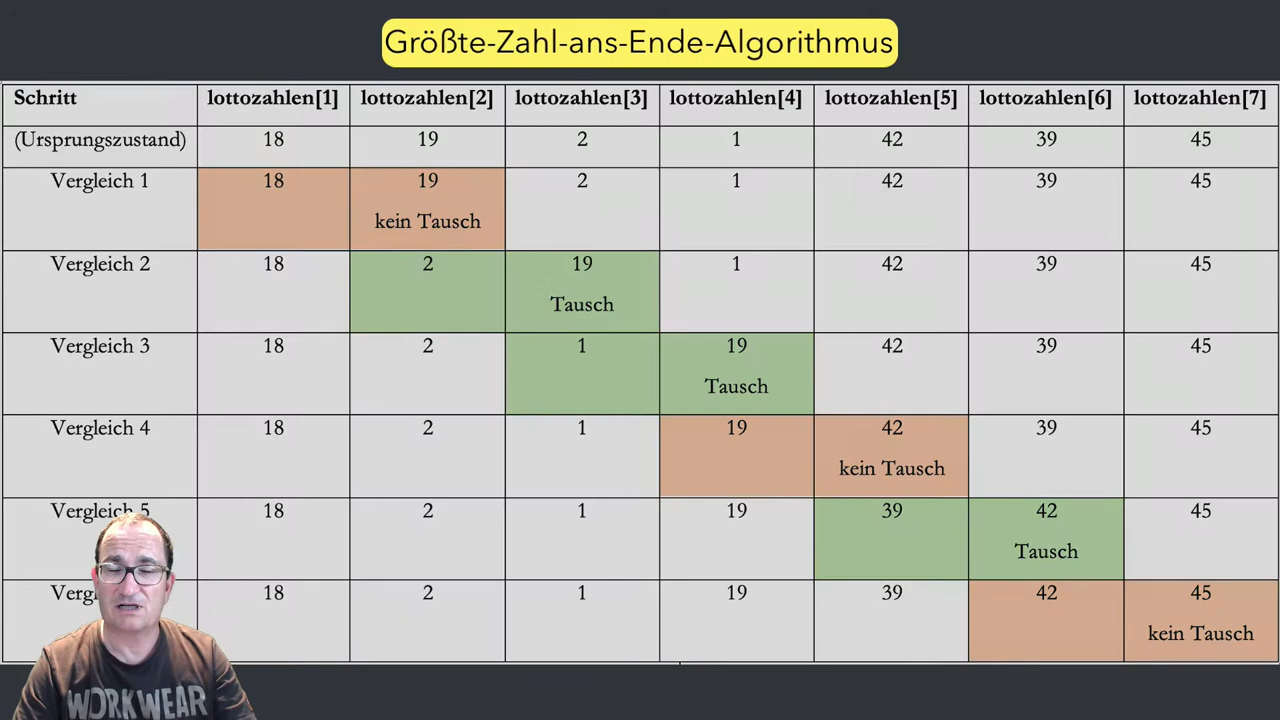 Größte-Zahl-ans-Ende-Algorithmus
Schritt lottozahlen[1] lottozahlen[2] lottozahlen[3] lottozahlen[4] lottozahlen[5] lottozahlen[6] lottozahlen[7]
(Ursprungszustand) 18 19 2 1 42 39 45
Vergleich 1 18 19 2 1 42 39 45
kein Tausch
Vergleich 2 18 2 19 1 42 39 45
Tausch
Vergleich 3 18 2 1 19 42 39 45
Tausch
Vergleich 4 18 2 1 19 42 39 45
kein Tausch
Vergleich 5 18 2 1 19 39 42 45
Tausch
18 2 1 19 39 42 45
kein Tausch
WORKWEAR